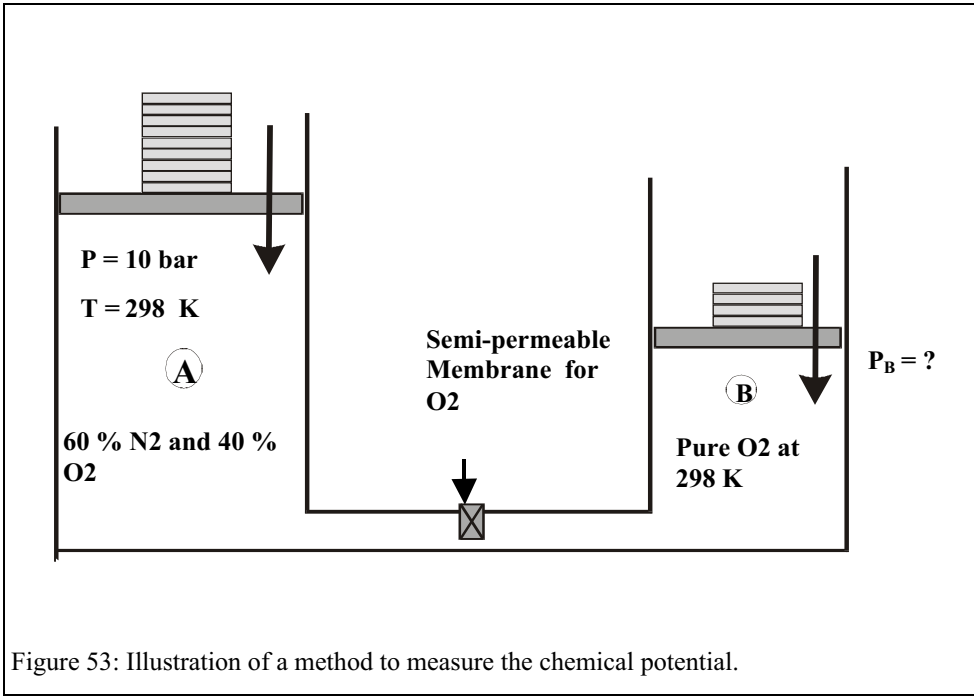 P = 10 bar
T = 298 K
A
60 % N2 and 40 %
O2
Semi-permeable
Membrane for
O2
B
Pure O2 at
298 K
P_B = ?
Figure 53: Illustration of a method to measure the chemical potential.